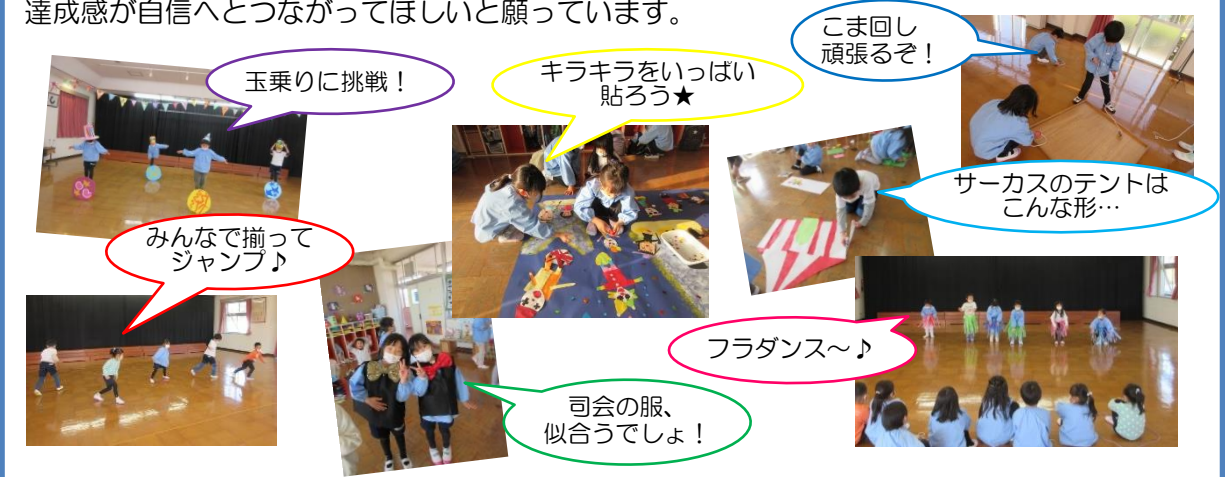 達成感が自信へとつながってほしいと願っています。
こま回し
頑張るぞ！
玉乗りに挑戦！
キラキラをいっぱい
貼ろう★
サーカスのテントは
こんな形…
みんなで揃って
ジャンプ♪
フラダンス～♪
司会の服、
似合うでしょ！